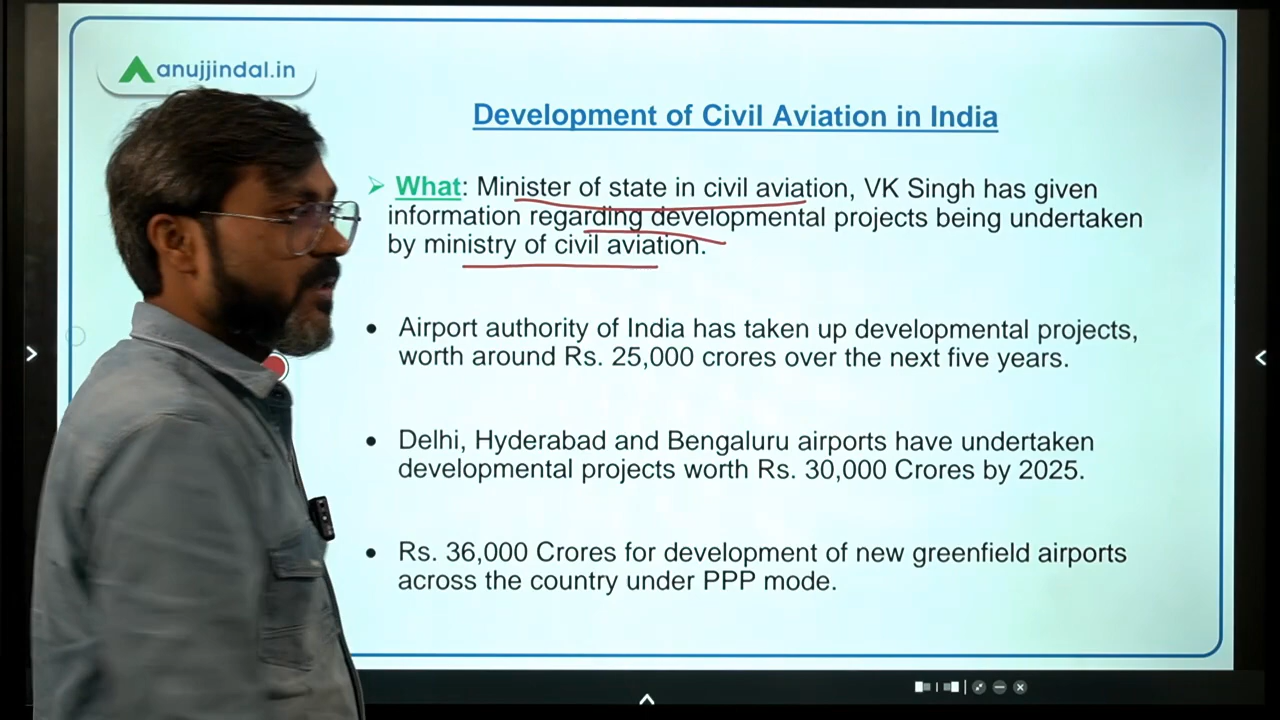 anujjindal.in
Development of Civil Aviation in India
What: Minister of state in civil aviation, VK Singh has given
information regarding developmental projects being undertaken
by ministry of civil aviation.
Airport authority of India has taken up developmental projects,
worth around Rs. 25,000 crores over the next five years.
Delhi, Hyderabad and Bengaluru airports have undertaken
developmental projects worth Rs. 30,000 Crores by 2025.
Rs. 36,000 Crores for development of new greenfield airports
across the country under PPP mode.